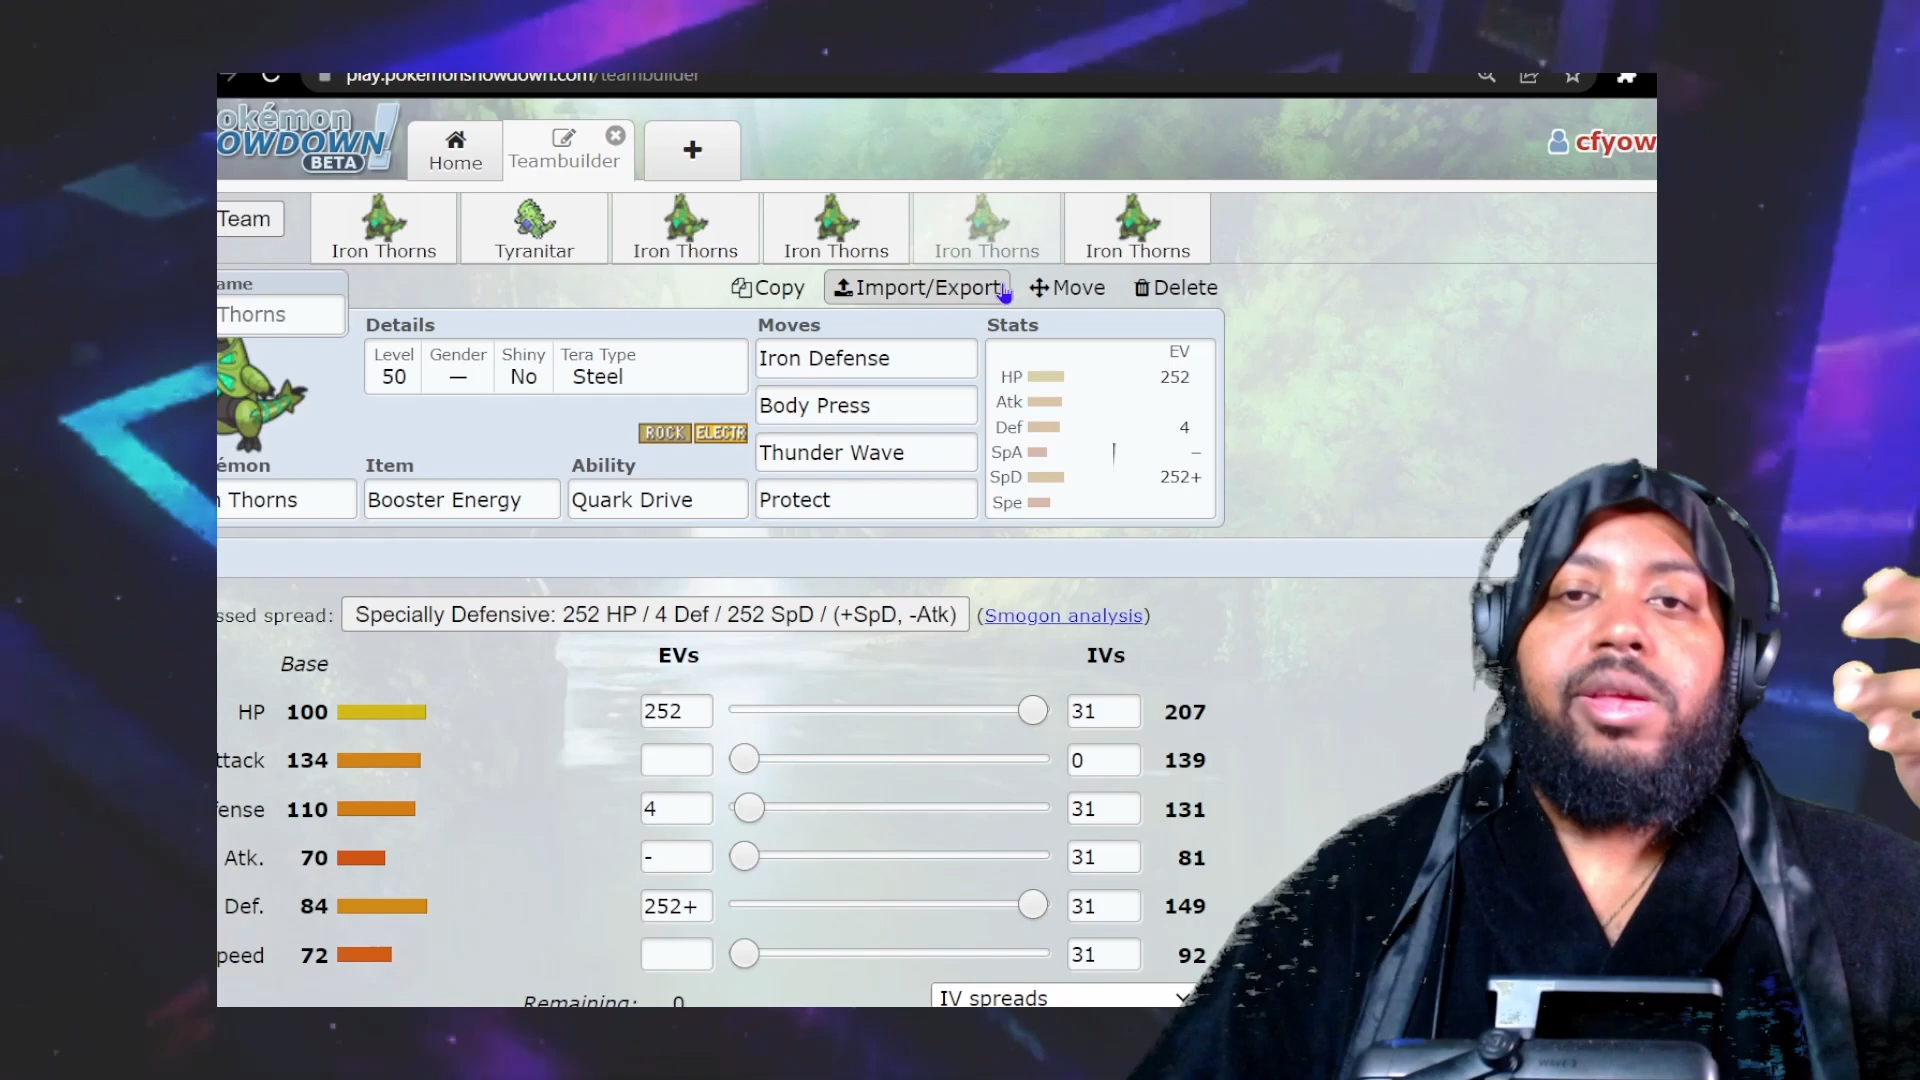 play.pokemonshowdown.com/teambuilder
okémon
OWDOWN!
BETA
Home
Teambuilder
+
cfyow
Team
Iron Thorns
Tyranitar
Iron Thorns
Iron Thorns
Iron Thorns
Iron Thorns
Copy
Import/Export
Move
Delete
ame
Thorns
Details
Level
Gender
Shiny
Tera Type
50
—
No
Steel
ROCK
ELECTR
émon
Thorns
Item
Booster Energy
Ability
Quark Drive
Moves
Iron Defense
Body Press
Thunder Wave
Protect
Stats
EV
HP 252
Atk
Def 4
SpA −
SpD 252+
Spe
ssed spread: Specially Defensive: 252 HP / 4 Def / 252 SpD / (+SpD, -Atk) (Smogon analysis)
Base EVs IVs
HP 100 252 31 207
ttack 134 0 139
fense 110 4 31 131
Atk. 70 - 31 81
Def. 84 252+ 31 149
peed 72 31 92
Remaining: 0
IV spreads